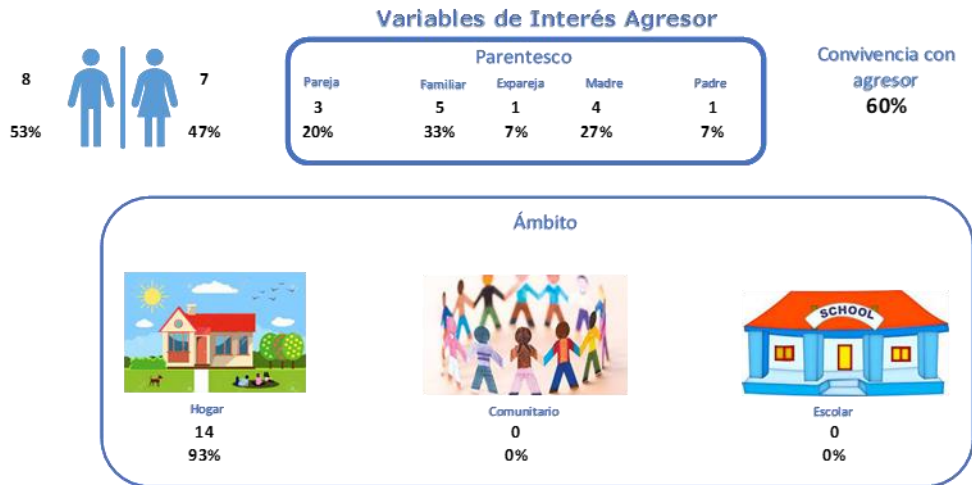 Variables de Interés Agresor
8
7
53%
47%
Parentesco
Pareja Familiar Expareja Madre Padre
3 5 1 4 1
20% 33% 7% 27% 7%
Convivencia con
agresor
60%
Ámbito
SCHOOL
Hogar
14
93%
Comunitario
0
0%
Escolar
0
0%